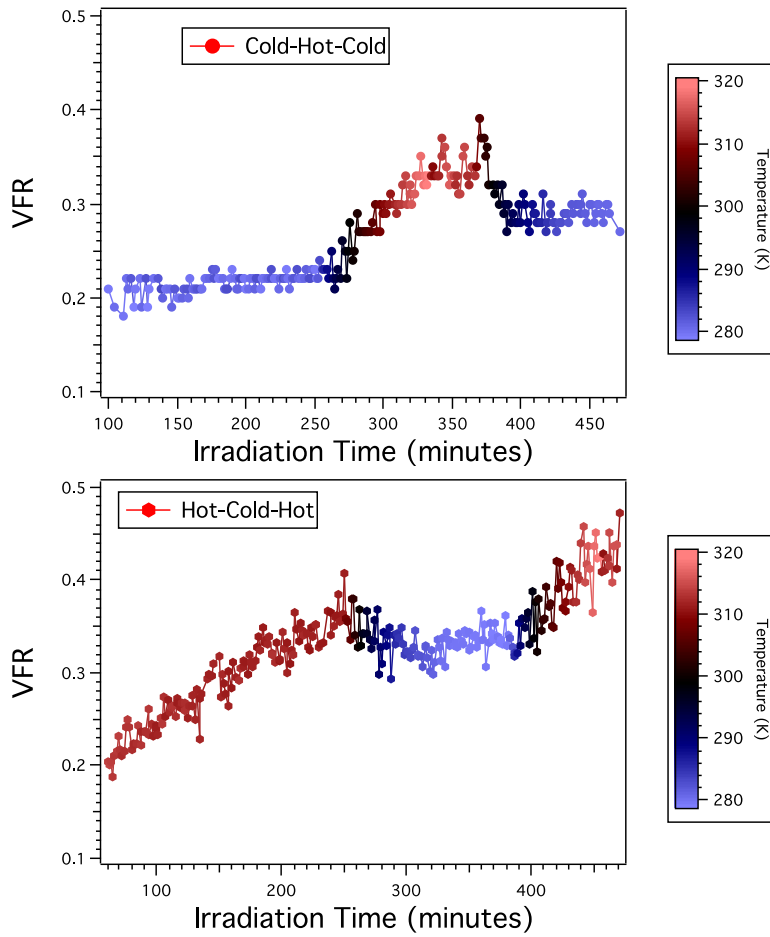 0.5
0.4
0.3
0.2
0.1
VFR
Cold-Hot-Cold
100 150 200 250 300 350 400 450
Irradiation Time (minutes)
320
310
300
290
280
Temperature (K)
0.5
0.4
0.3
0.2
0.1
VFR
Hot-Cold-Hot
100 200 300 400
Irradiation Time (minutes)
320
310
300
290
280
Temperature (K)